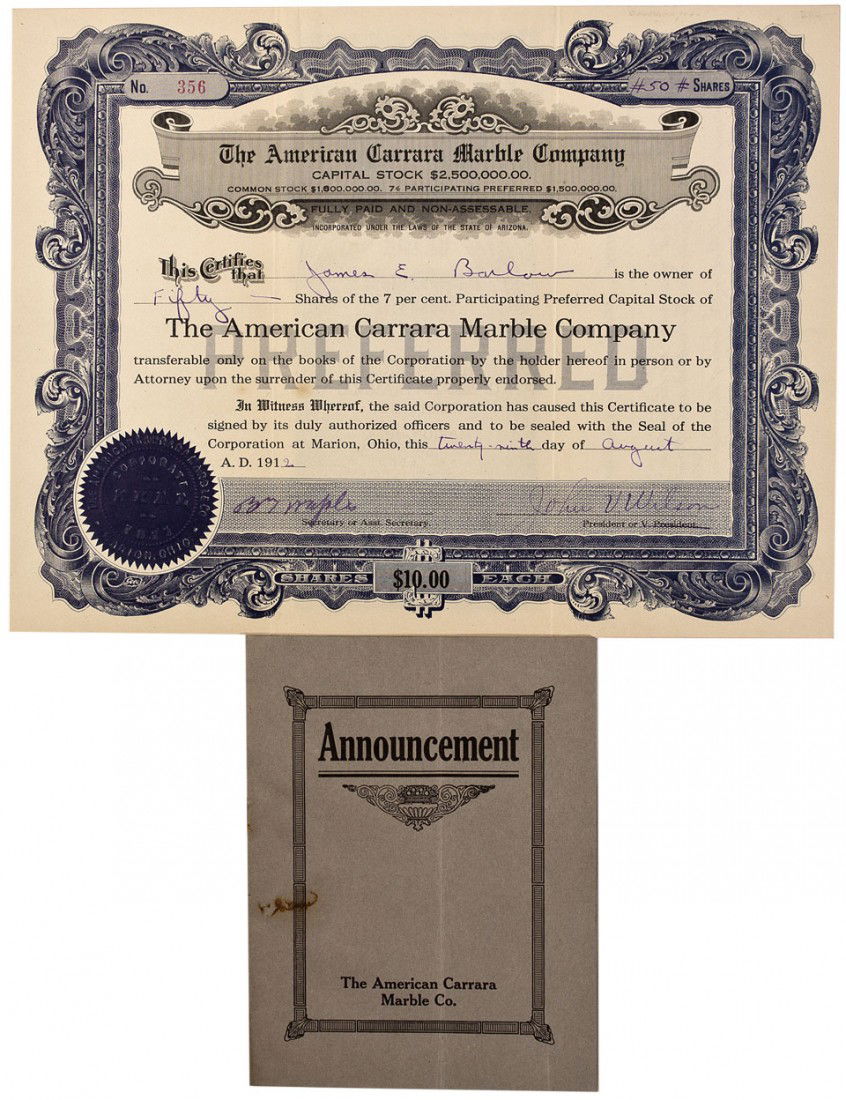 No. 356
#50# SHARES
The American Carrara Marble Company
CAPITAL STOCK $2,500,000.00.
COMMON STOCK $1,000,000.00. 7% PARTICIPATING PREFERRED $1,500,000.00.
FULLY PAID AND NON-ASSESSABLE.
INCORPORATED UNDER THE LAWS OF THE STATE OF ARIZONA.
This Certifies that James E. Barlow is the owner of
Fifty — Shares of the 7 per cent. Participating Preferred Capital Stock of
The American Carrara Marble Company
PREFERRED
transferable only on the books of the Corporation by the holder hereof in person or by
Attorney upon the surrender of this Certificate properly endorsed.
In Witness Whereof, the said Corporation has caused this Certificate to be
signed by its duly authorized officers and to be sealed with the Seal of the
Corporation at Marion, Ohio, this twenty-ninth day of August
A. D. 1912
CORPORATE
SEAL
MARION, OHIO
John V Wilson
Secretary or Asst. Secretary.
President or V. President.
SHARES $10.00 EACH
Announcement
The American Carrara
Marble Co.